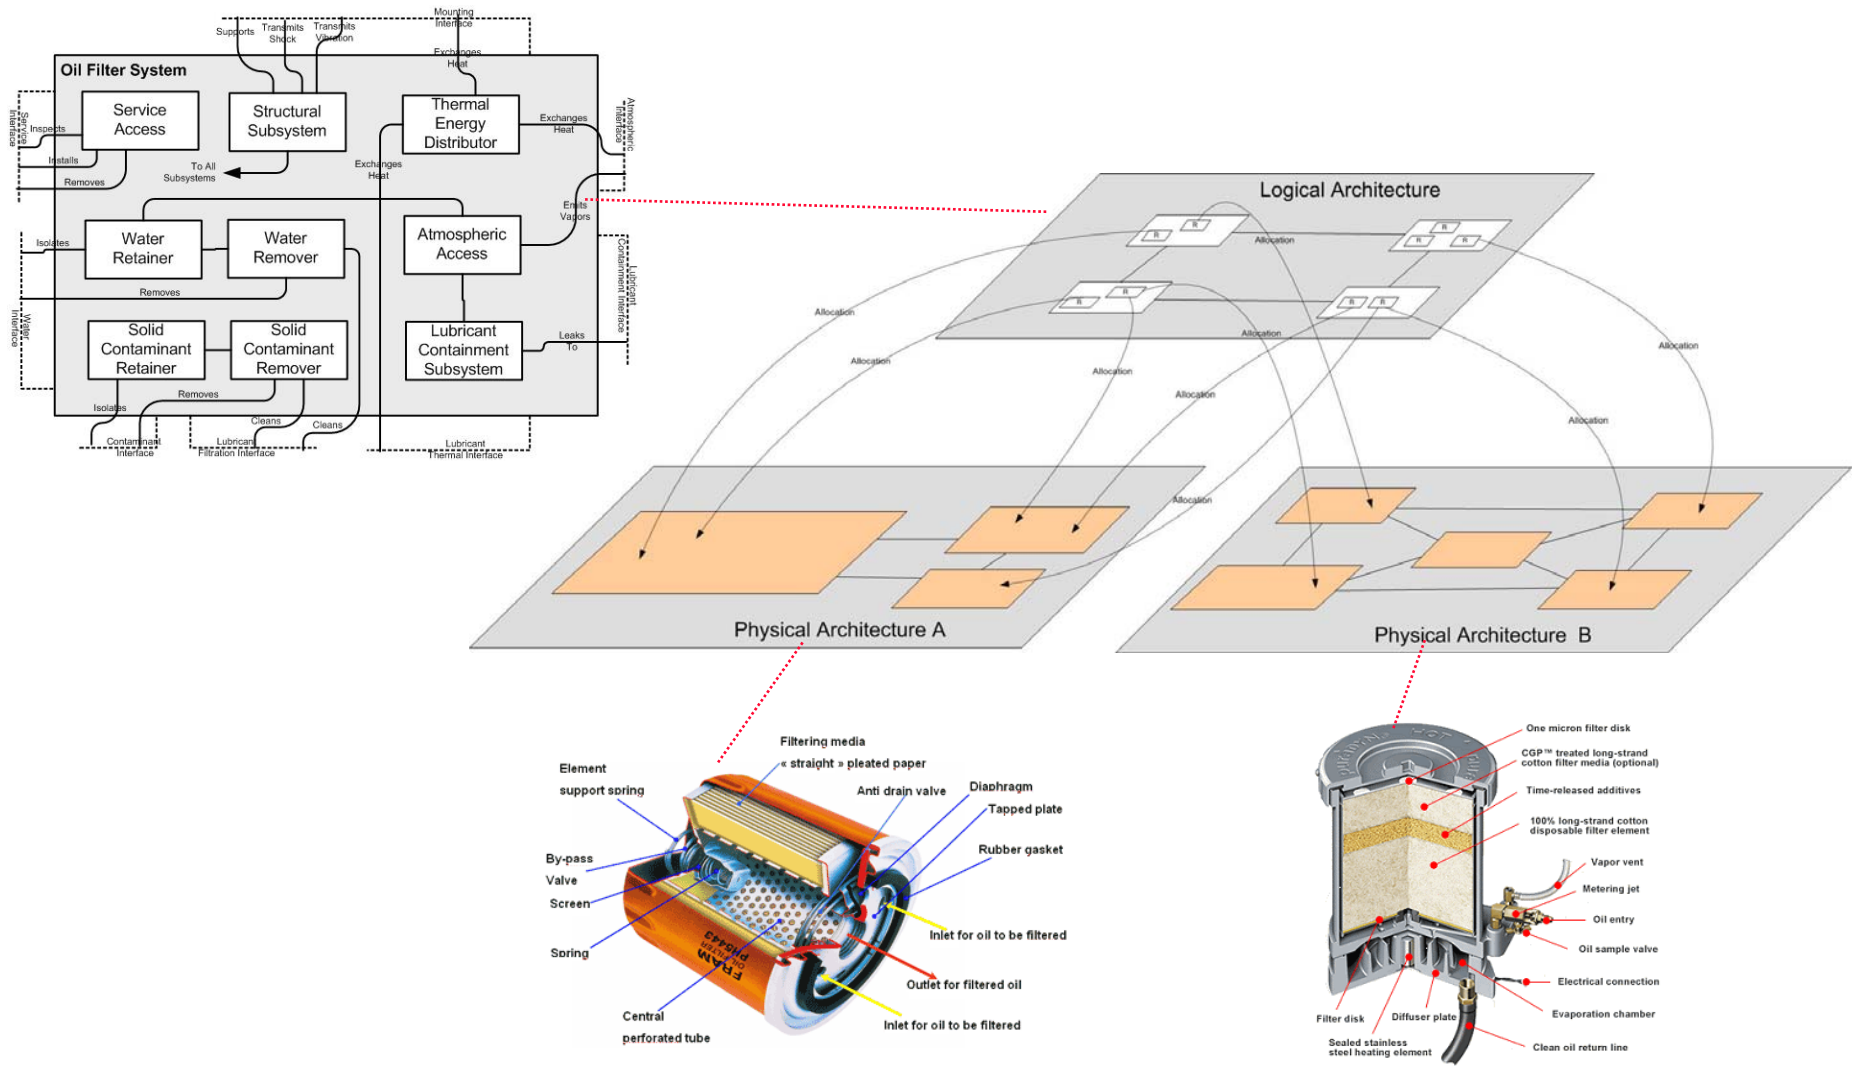 Supports
Transmits
Shock
Transmits
Vibration
Mounting
Interface
Exchanges
Heat
Oil Filter System
Service
Access
Structural
Subsystem
Thermal
Energy
Distributor
Exchanges
Heat
Atmospheric
Interface
Service
Interface
Inspects
Installs
Removes
To All
Subsystems
Exchanges
Heat
Emits
Vapors
Isolates
Water
Retainer
Water
Remover
Atmospheric
Access
Removes
Lubricant
Containment Interface
Water
Interface
Solid
Contaminant
Retainer
Solid
Contaminant
Remover
Lubricant
Containment
Subsystem
Leaks
To
Isolates
Removes
Cleans
Cleans
Contaminant
Interface
Lubricant
Filtration Interface
Lubricant
Thermal Interface
Logical Architecture
R
R
R
R
R
R
R
R
R
Allocation
Allocation
Allocation
Allocation
Allocation
Allocation
Allocation
Allocation
Allocation
Physical Architecture A
Physical Architecture B
Filtering media
« straight » pleated paper
Element
support spring
Anti drain valve
Diaphragm
Tapped plate
Rubber gasket
By-pass
Valve
Screen
Spring
Inlet for oil to be filtered
Outlet for filtered oil
Inlet for oil to be filtered
Central
perforated tube
FRAM
OIL FILTER
PH5443
One micron filter disk
CGP™ treated long-strand
cotton filter media (optional)
Time-released additives
100% long-strand cotton
disposable filter element
Vapor vent
Metering jet
Oil entry
Oil sample valve
Electrical connection
Evaporation chamber
Clean oil return line
Filter disk
Diffuser plate
Sealed stainless
steel heating element
HOT